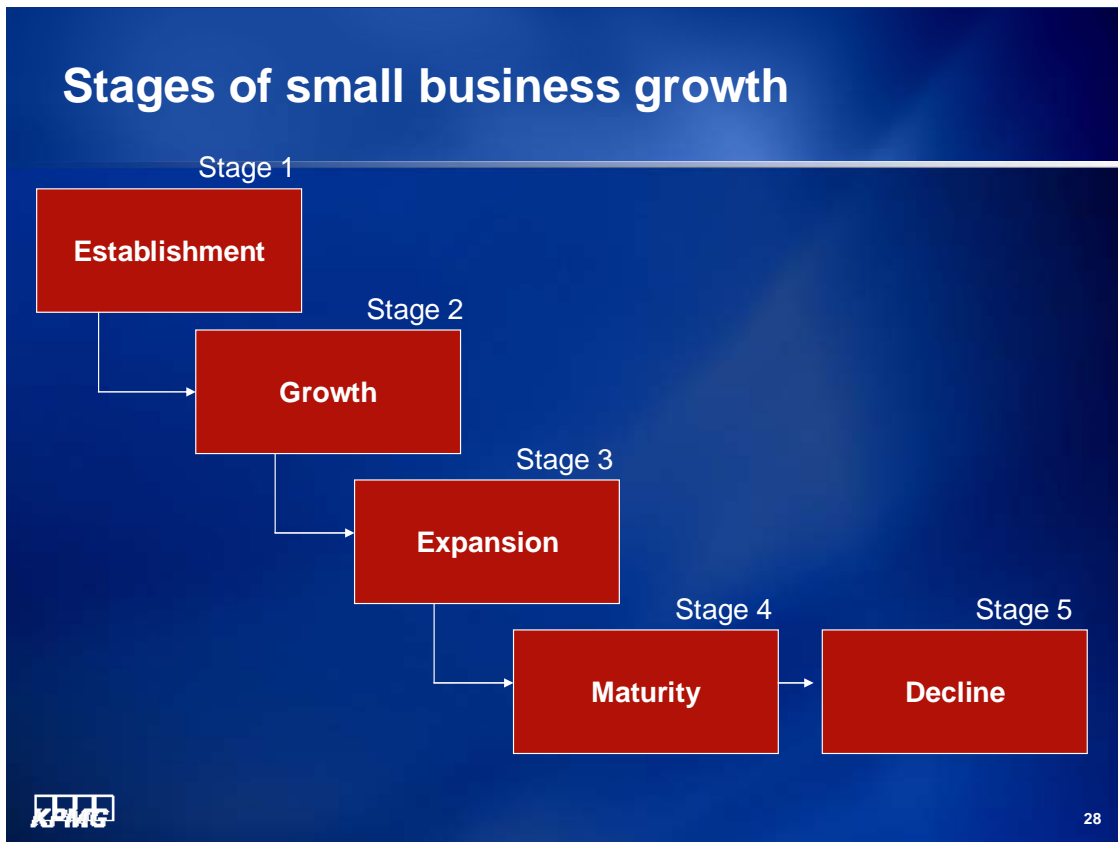 Stages of small business growth
Stage 1
Establishment
Stage 2
Growth
Stage 3
Expansion
Stage 4
Maturity
Stage 5
Decline
KPMG
28